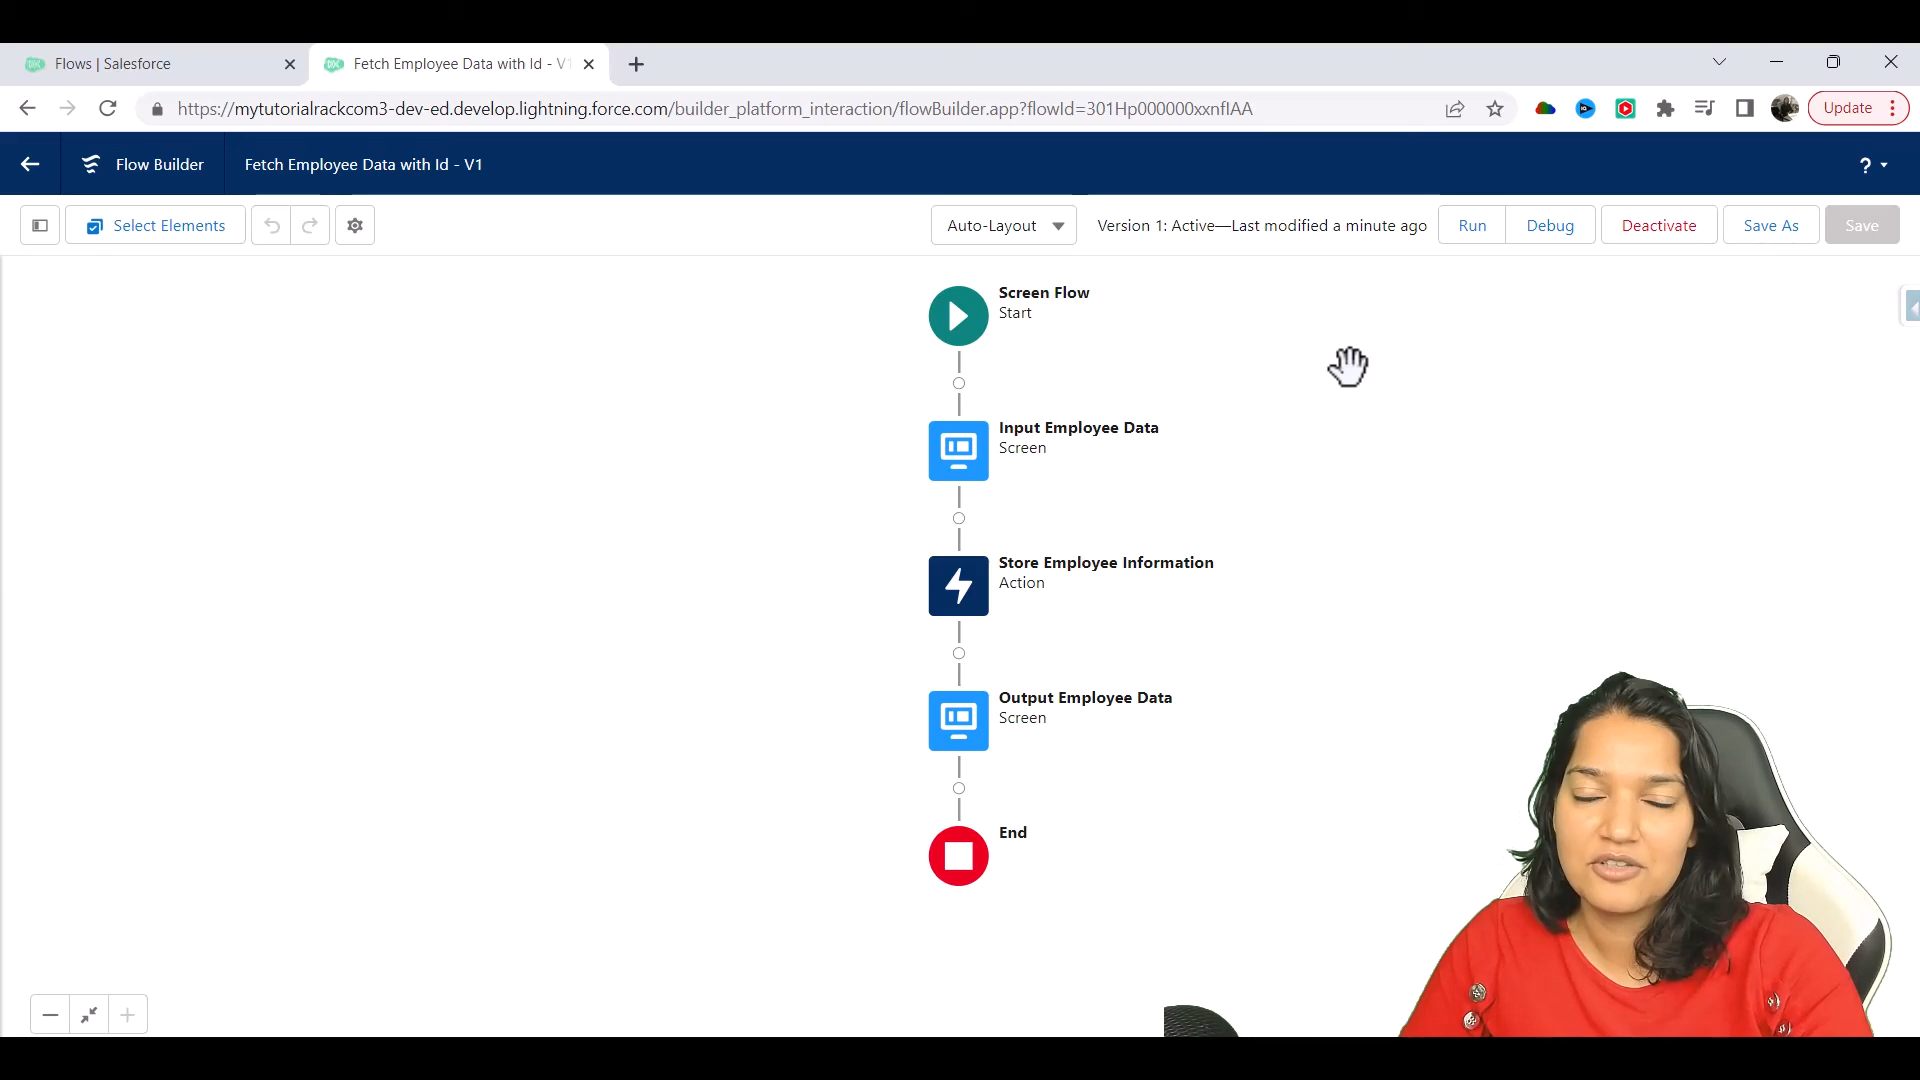 Flows | Salesforce
Fetch Employee Data with Id - V1
https://mytutorialrackcom3-dev-ed.develop.lightning.force.com/builder_platform_interaction/flowBuilder.app?flowId=301Hp000000xxnfIAA
Update
Flow Builder
Fetch Employee Data with Id - V1
?
Select Elements
Auto-Layout
Version 1: Active—Last modified a minute ago
Run
Debug
Deactivate
Save As
Save
Screen Flow
Start
Input Employee Data
Screen
Store Employee Information
Action
Output Employee Data
Screen
End